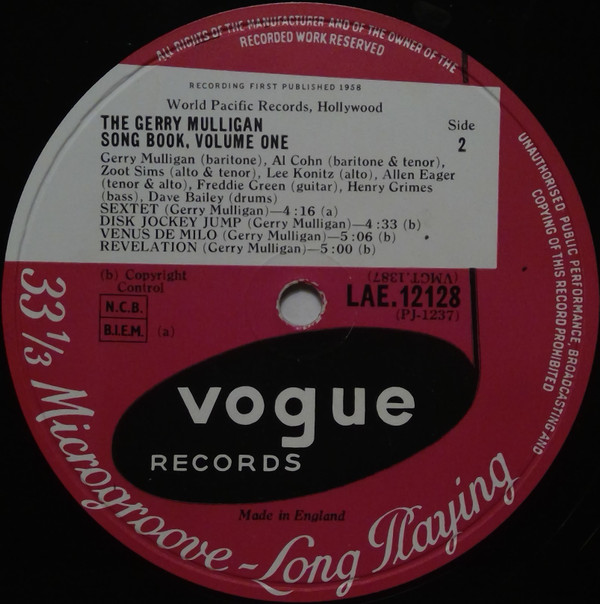 ALL RIGHTS OF THE MANUFACTURER AND OF THE OWNER OF THE
RECORDED WORK RESERVED
RECORDING FIRST PUBLISHED 1958
World Pacific Records, Hollywood
THE GERRY MULLIGAN
SONG BOOK, VOLUME ONE
Side
2
Gerry Mulligan (baritone), Al Cohn (baritone & tenor),
Zoot Sims (alto & tenor), Lee Konitz (alto), Allen Eager
(tenor & alto), Freddie Green (guitar), Henry Grimes
(bass), Dave Bailey (drums)
SEXTET (Gerry Mulligan)—4:16 (a)
DISK JOCKEY JUMP (Gerry Mulligan)—4:33 (b)
VENUS DE MILO (Gerry Mulligan)—5:06 (b)
REVELATION (Gerry Mulligan)—5:00 (b)
(b) Copyright
Control
N.C.B.
B.I.E.M. (a)
(VMGT.1387)
LAE.12128
(PJ-1237)
UNAUTHORISED PUBLIC PERFORMANCE, BROADCASTING AND
COPYING OF THIS RECORD PROHIBITED
vogue
RECORDS
Made in England
33 1/3 Microgroove - Long Playing